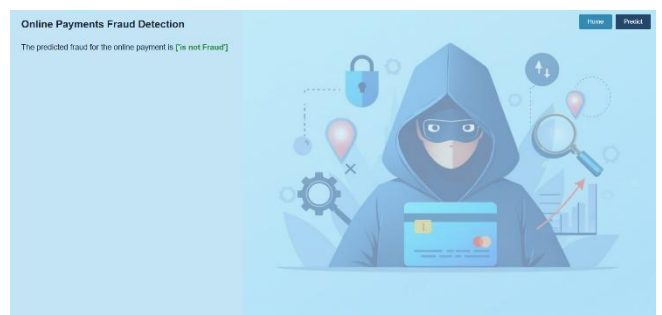 Online Payments Fraud Detection
Home
Predict
The predicted fraud for the online payment is ['is not Fraud']